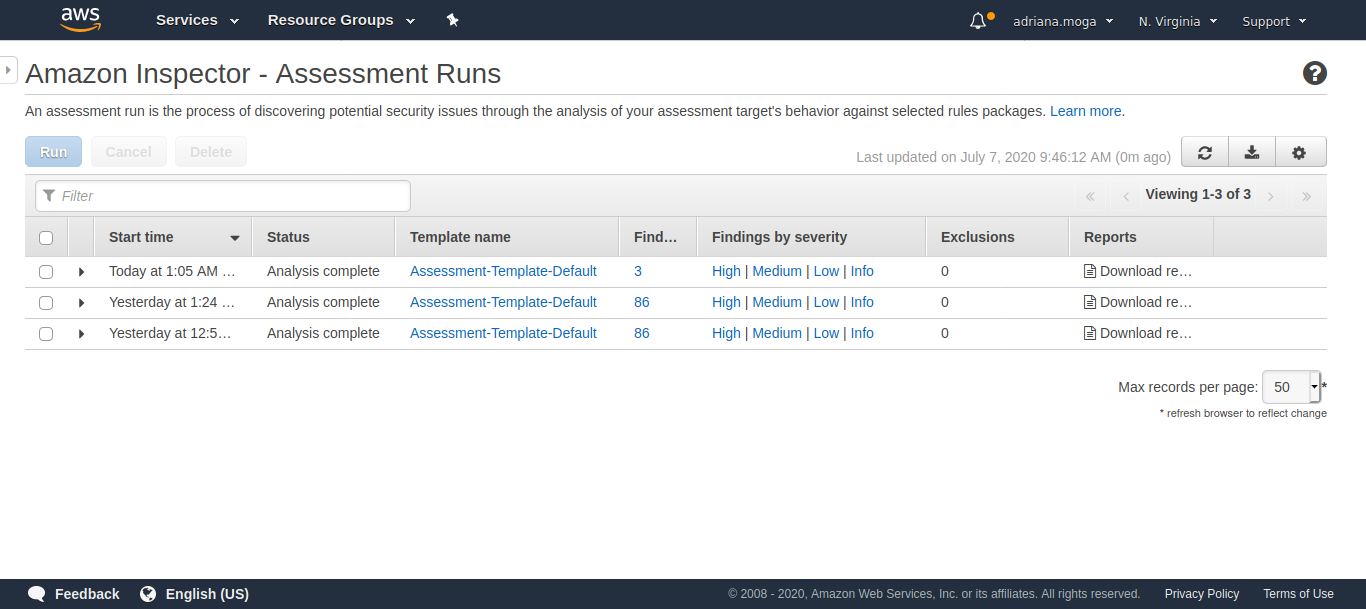 aws Services Resource Groups adriana.moga N. Virginia Support
Amazon Inspector - Assessment Runs
An assessment run is the process of discovering potential security issues through the analysis of your assessment target's behavior against selected rules packages. Learn more.
Run Cancel Delete Last updated on July 7, 2020 9:46:12 AM (0m ago)
Filter « ‹ Viewing 1-3 of 3 › »
Start time Status Template name Find... Findings by severity Exclusions Reports
Today at 1:05 AM ... Analysis complete Assessment-Template-Default 3 High | Medium | Low | Info 0 Download re...
Yesterday at 1:24 ... Analysis complete Assessment-Template-Default 86 High | Medium | Low | Info 0 Download re...
Yesterday at 12:5... Analysis complete Assessment-Template-Default 86 High | Medium | Low | Info 0 Download re...
Max records per page: 50 *
* refresh browser to reflect change
Feedback English (US) © 2008 - 2020, Amazon Web Services, Inc. or its affiliates. All rights reserved. Privacy Policy Terms of Use